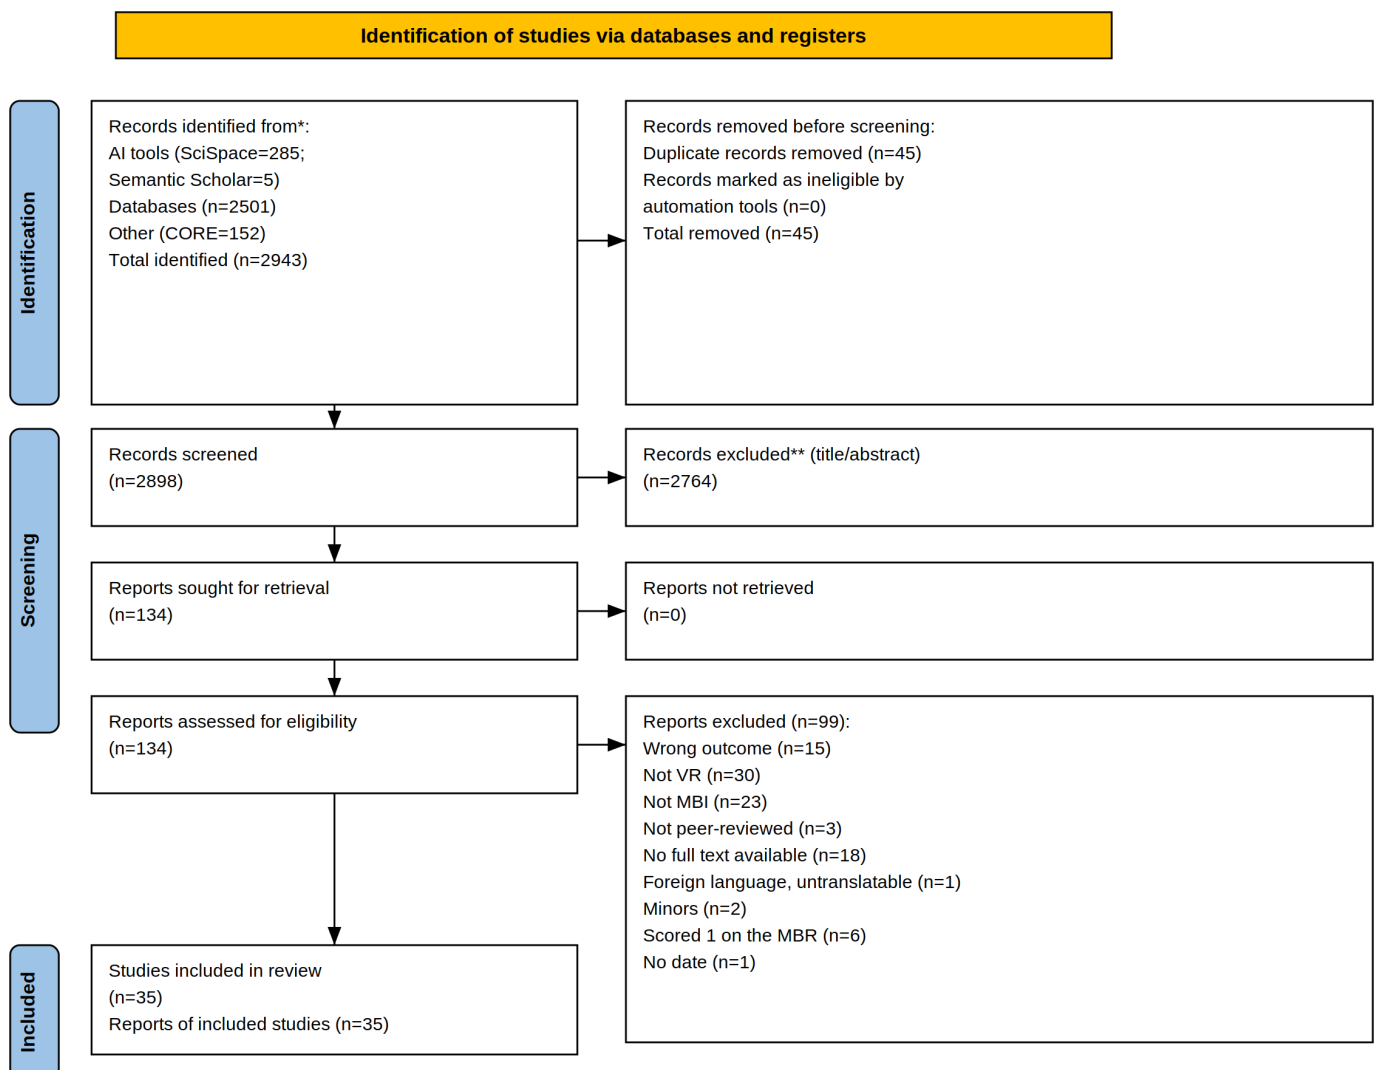 Identification of studies via databases and registers
Identification
Records identified from*:
AI tools (SciSpace=285;
Semantic Scholar=5)
Databases (n=2501)
Other (CORE=152)
Total identified (n=2943)
Records removed before screening:
Duplicate records removed (n=45)
Records marked as ineligible by
automation tools (n=0)
Total removed (n=45)
Screening
Records screened
(n=2898)
Records excluded** (title/abstract)
(n=2764)
Reports sought for retrieval
(n=134)
Reports not retrieved
(n=0)
Reports assessed for eligibility
(n=134)
Reports excluded (n=99):
Wrong outcome (n=15)
Not VR (n=30)
Not MBI (n=23)
Not peer-reviewed (n=3)
No full text available (n=18)
Foreign language, untranslatable (n=1)
Minors (n=2)
Scored 1 on the MBR (n=6)
No date (n=1)
Included
Studies included in review
(n=35)
Reports of included studies (n=35)